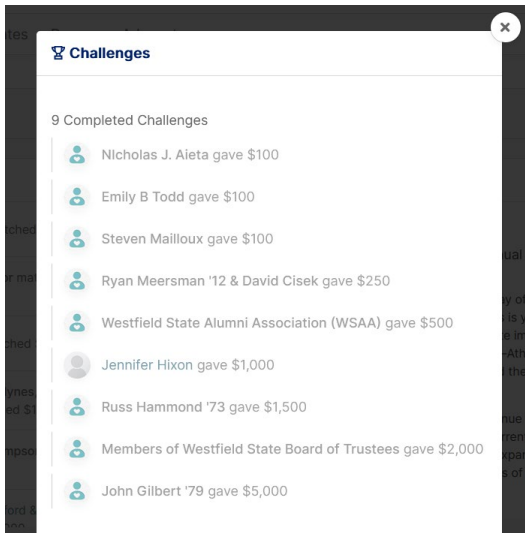 Challenges
9 Completed Challenges
NIcholas J. Aieta gave $100
Emily B Todd gave $100
Steven Mailloux gave $100
Ryan Meersman '12 & David Cisek gave $250
Westfield State Alumni Association (WSAA) gave $500
Jennifer Hixon gave $1,000
Russ Hammond '73 gave $1,500
Members of Westfield State Board of Trustees gave $2,000
John Gilbert '79 gave $5,000